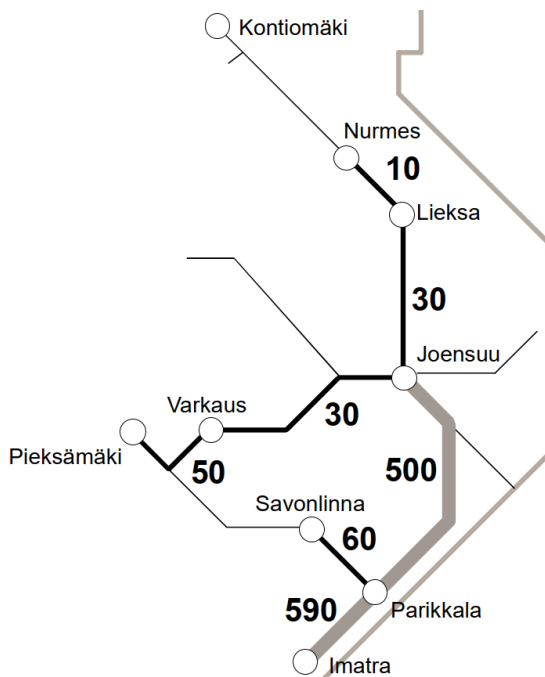 Kontiomäki
Nurmes
10
Lieksa
30
Joensuu
Varkaus
30
Pieksämäki
50
500
Savonlinna
60
590
Parikkala
Imatra